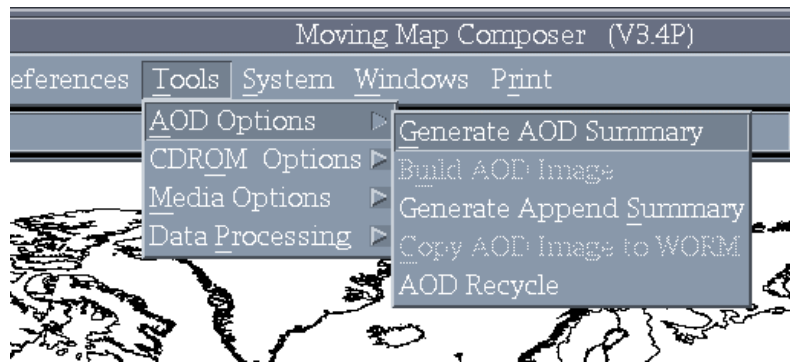 Moving Map Composer (V3.4P)
eferences Tools System Windows Print
AOD Options
CDROM Options
Media Options
Data Processing
Generate AOD Summary
Build AOD Image
Generate Append Summary
Copy AOD Image to WORM
AOD Recycle